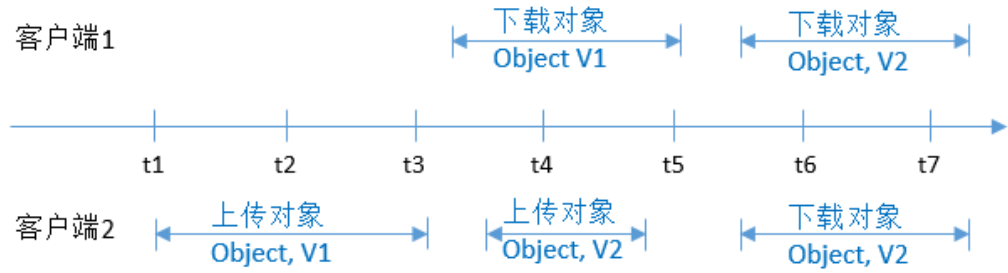 客户端1
下载对象
Object V1
下载对象
Object, V2
t1 t2 t3 t4 t5 t6 t7
客户端2
上传对象
Object, V1
上传对象
Object, V2
下载对象
Object, V2